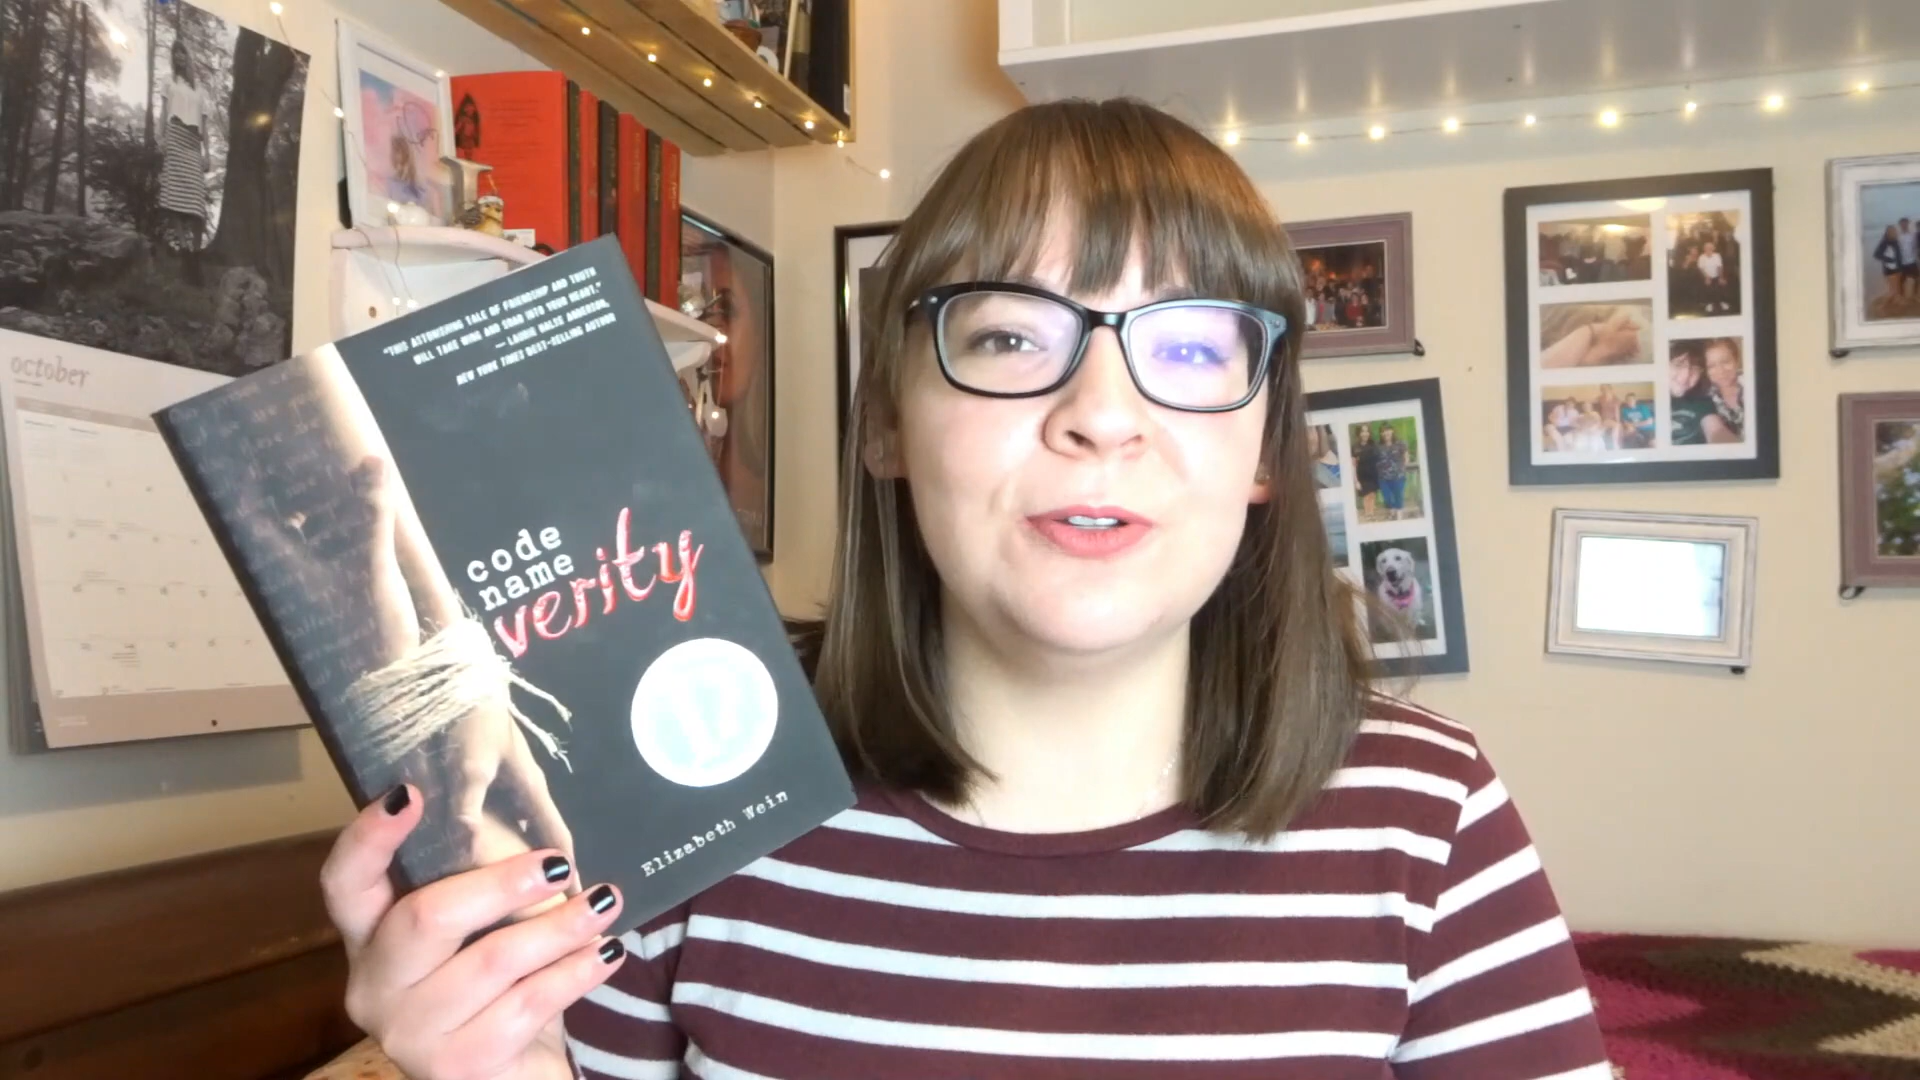 october
"THIS ASTONISHING TALE OF FRIENDSHIP AND TRUTH
WILL TAKE WING AND SOAR INTO YOUR HEART."
— LAURIE HALSE ANDERSON,
NEW YORK TIMES BEST-SELLING AUTHOR
code
name
verity
17
Elizabeth Wein